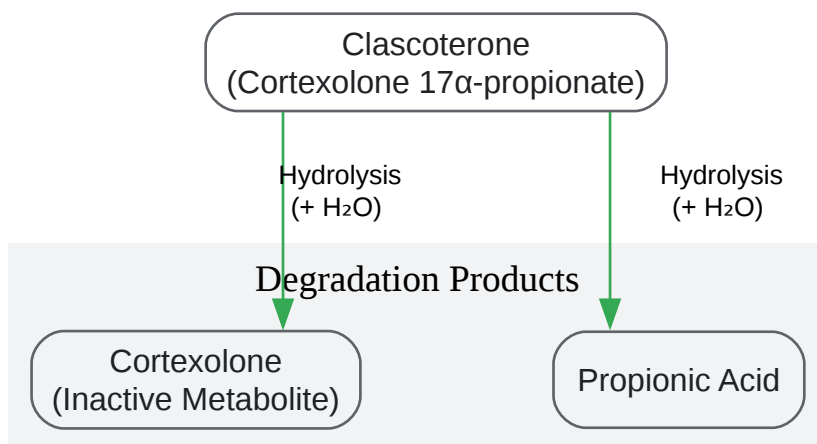 Clascoterone
(Cortexolone 17α-propionate)
Hydrolysis
(+ H₂O)
Hydrolysis
(+ H₂O)
Degradation Products
Cortexolone
(Inactive Metabolite)
Propionic Acid